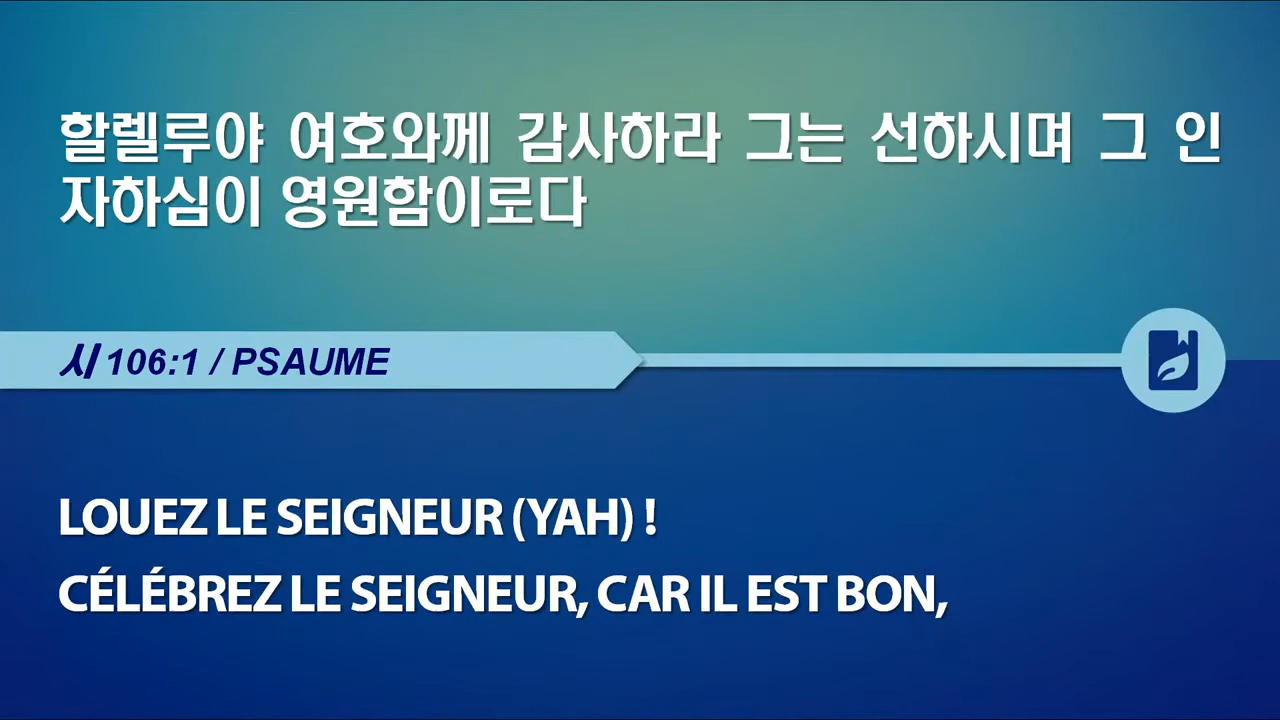 할렐루야 여호와께 감사하라 그는 선하시며 그 인
자하심이 영원함이로다
시 106:1 / PSAUME
LOUEZ LE SEIGNEUR (YAH) !
CÉLÉBREZ LE SEIGNEUR, CAR IL EST BON,